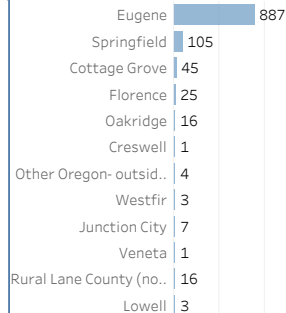 Eugene 887
Springfield 105
Cottage Grove 45
Florence 25
Oakridge 16
Creswell 1
Other Oregon- outsid.. 4
Westfir 3
Junction City 7
Veneta 1
Rural Lane County (no.. 16
Lowell 3